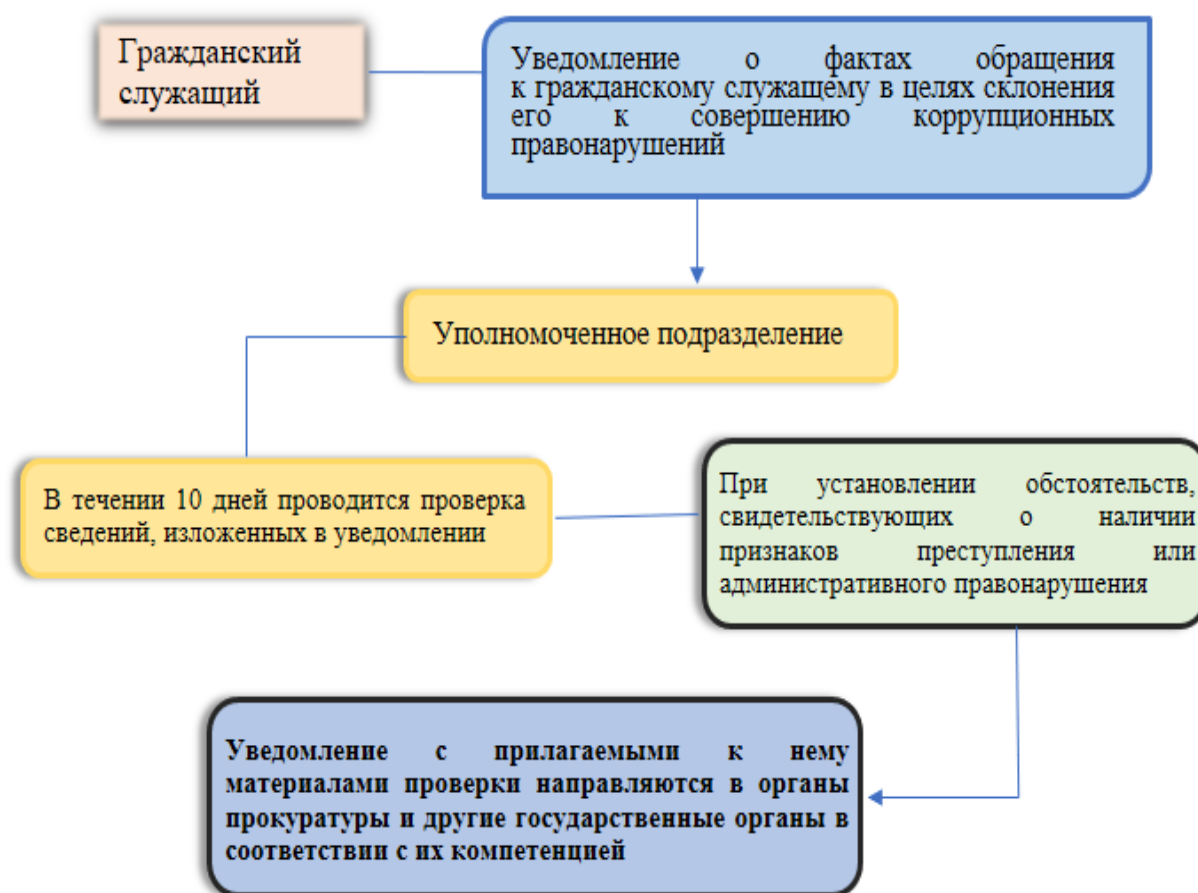 Гражданский
служащий
Уведомление о фактах обращения
к гражданскому служащему в целях склонения
его к совершению коррупционных
правонарушений
Уполномоченное подразделение
В течении 10 дней проводится проверка
сведений, изложенных в уведомлении
При установлении обстоятельств,
свидетельствующих о наличии
признаков преступления или
административного правонарушения
Уведомление с прилагаемыми к нему
материалами проверки направляются в органы
прокуратуры и другие государственные органы в
соответствии с их компетенцией